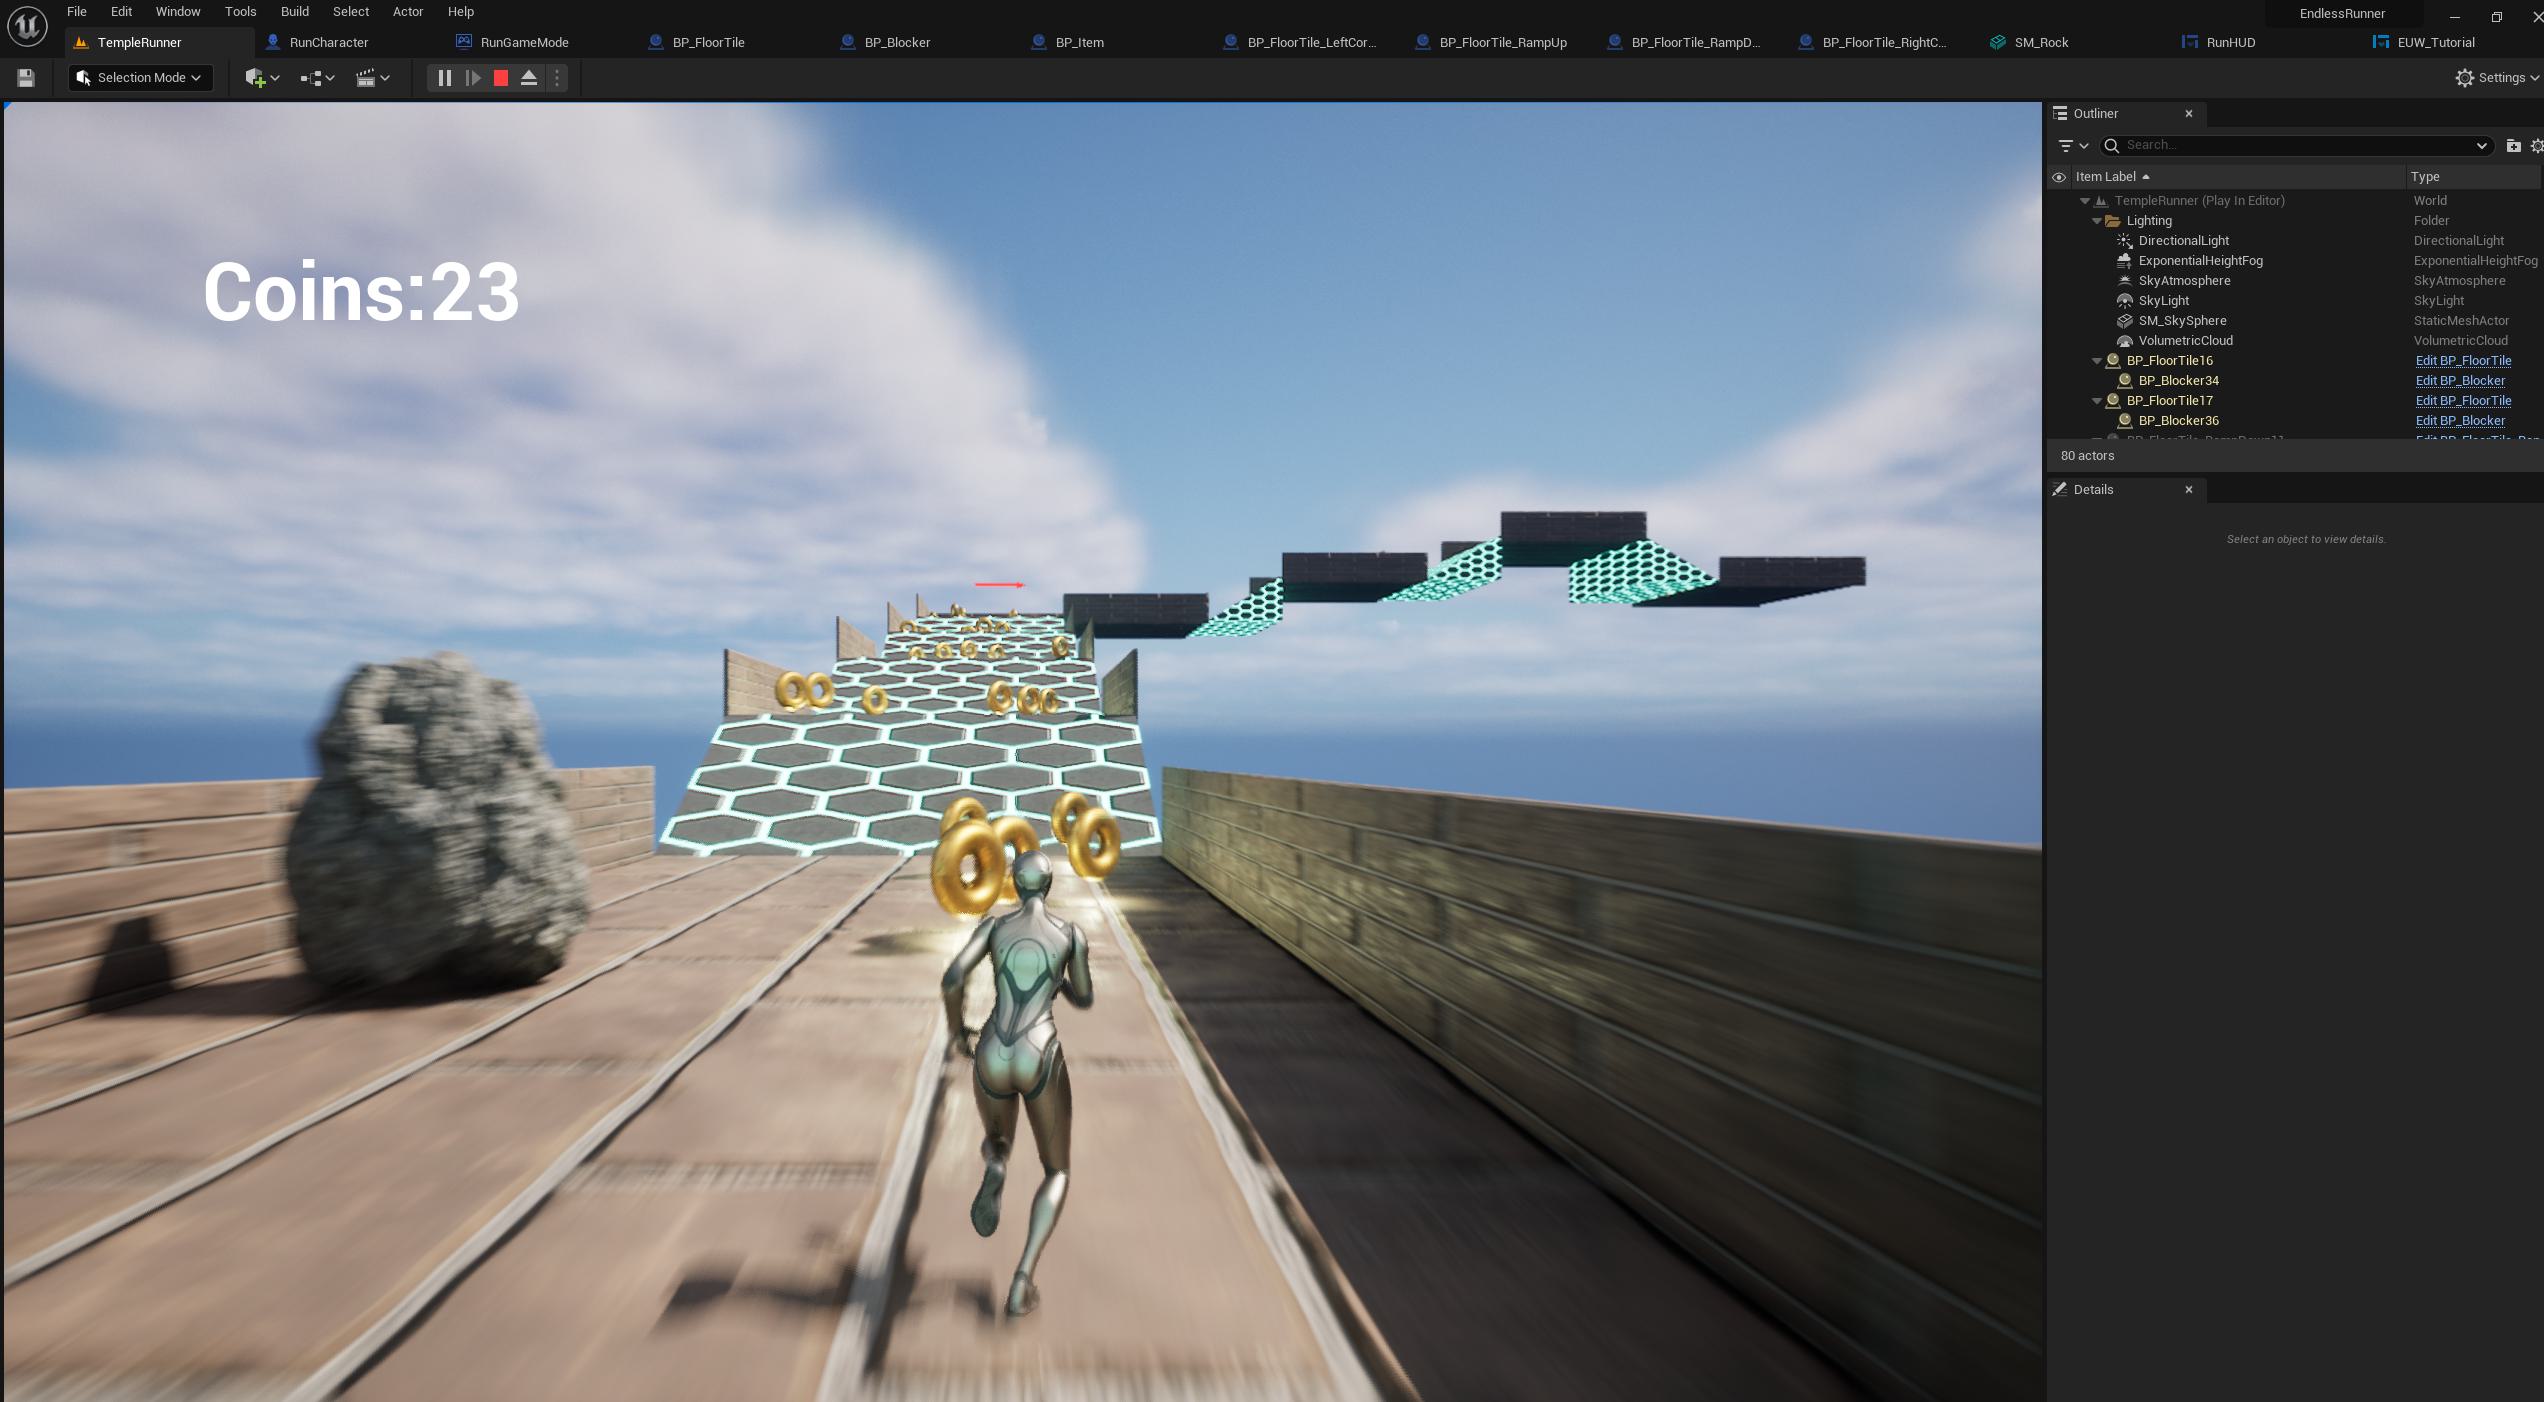 File Edit Window Tools Build Select Actor Help
EndlessRunner
TempleRunner RunCharacter RunGameMode BP_FloorTile BP_Blocker BP_Item BP_FloorTile_LeftCor... BP_FloorTile_RampUp BP_FloorTile_RampD... BP_FloorTile_RightC... SM_Rock RunHUD EUW_Tutorial
Selection Mode
Settings
Outliner
Search...
Item Label Type
TempleRunner (Play In Editor) World
Lighting Folder
DirectionalLight DirectionalLight
ExponentialHeightFog ExponentialHeightFog
SkyAtmosphere SkyAtmosphere
SkyLight SkyLight
SM_SkySphere StaticMeshActor
VolumetricCloud VolumetricCloud
BP_FloorTile16 Edit BP_FloorTile
BP_Blocker34 Edit BP_Blocker
BP_FloorTile17 Edit BP_FloorTile
BP_Blocker36 Edit BP_Blocker
80 actors
Details
Select an object to view details.
Coins:23